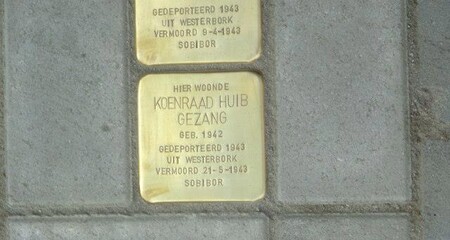 GEDEPORTEERD 1943
UIT WESTERBORK
VERMOORD 9-4-1943
SOBIBOR
HIER WOONDE
KOENRAAD HUIB
GEZANG
GEB. 1942
GEDEPORTEERD 1943
UIT WESTERBORK
VERMOORD 21-5-1943
SOBIBOR